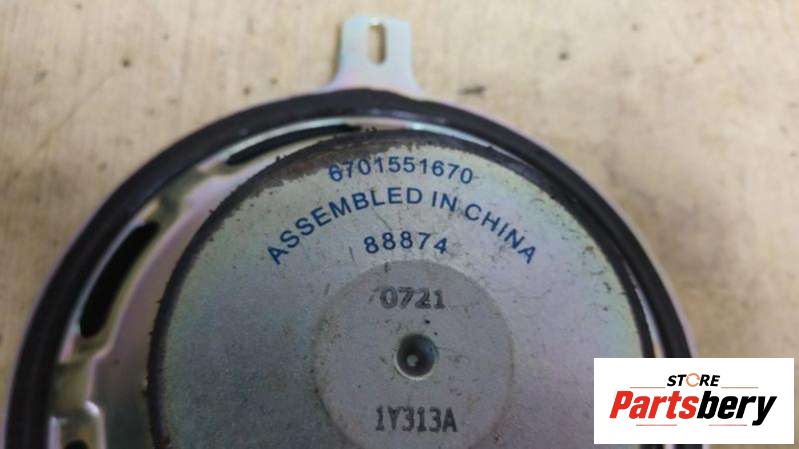 6701551670
ASSEMBLED IN CHINA
88874
0721
1Y313A
STORE
Partsbery